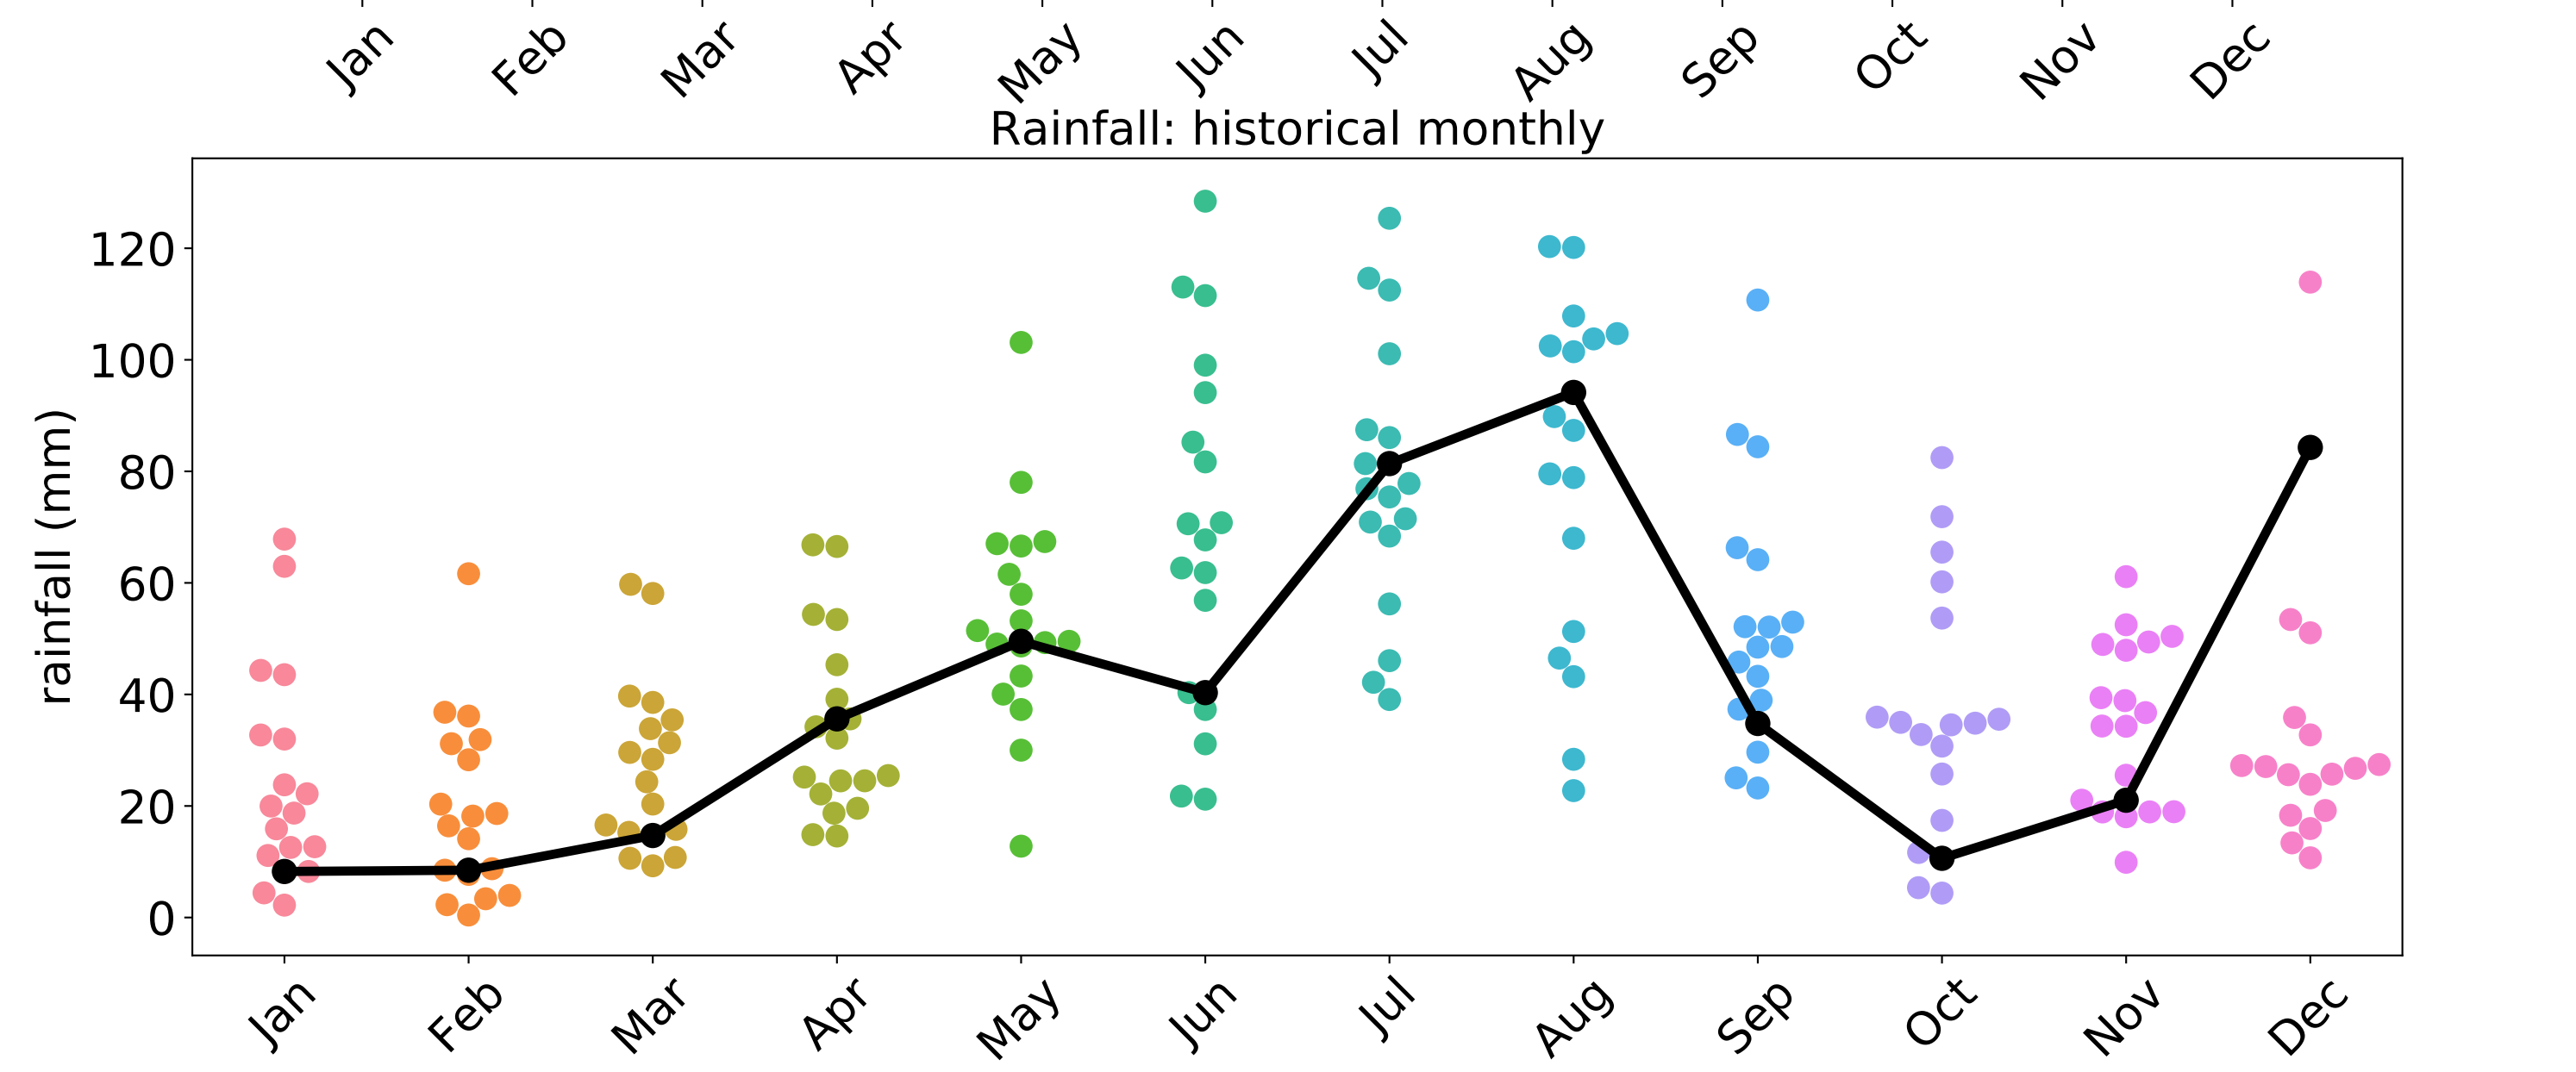 Jan Feb Mar Apr May Jun Jul Aug Sep Oct Nov Dec
Rainfall: historical monthly
rainfall (mm)
120
100
80
60
40
20
0
Jan Feb Mar Apr May Jun Jul Aug Sep Oct Nov Dec